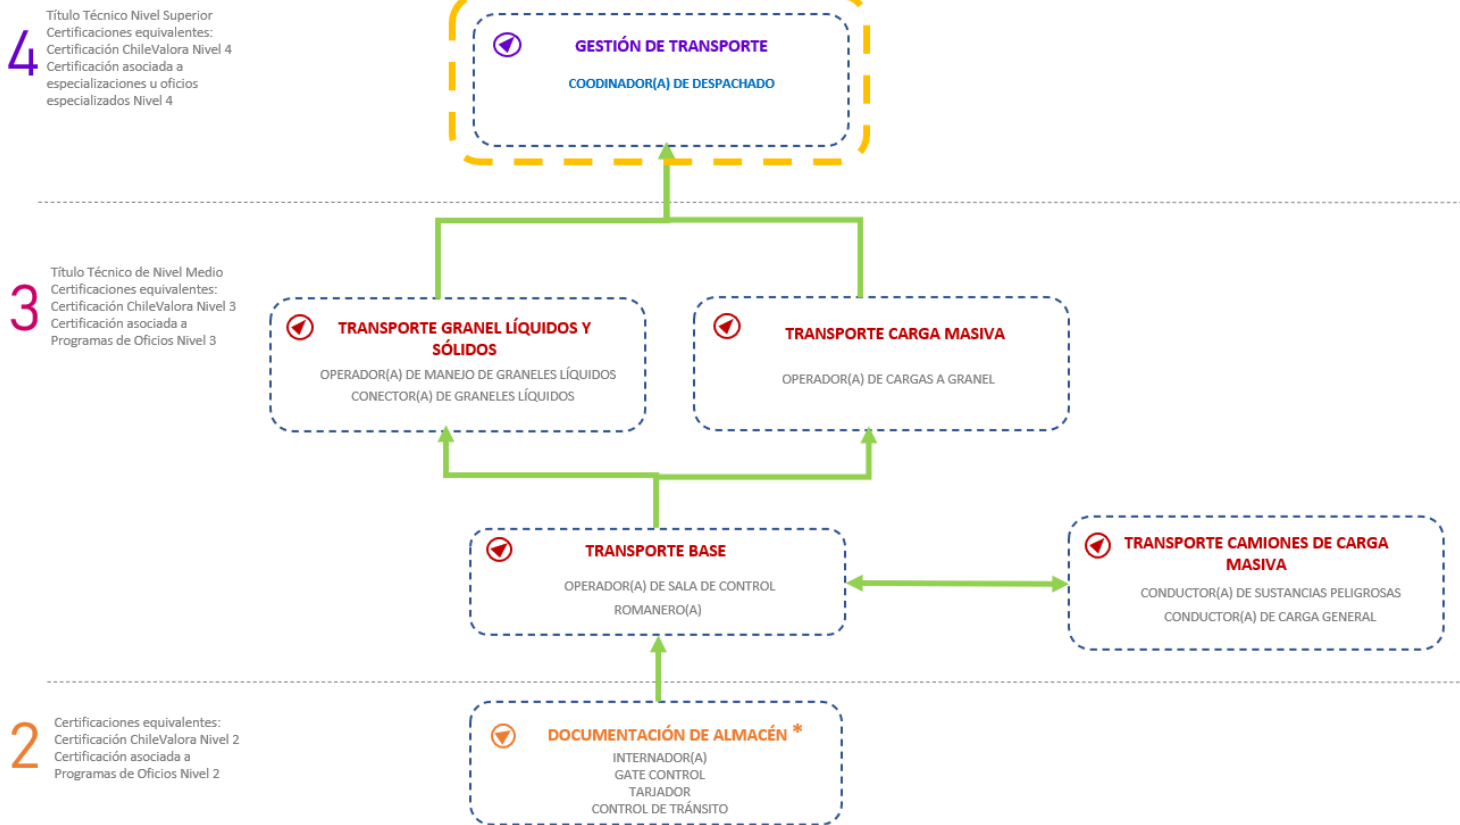 4
Título Técnico Nivel Superior
Certificaciones equivalentes:
Certificación ChileValora Nivel 4
Certificación asociada a
especializaciones u oficios
especializados Nivel 4
GESTIÓN DE TRANSPORTE
COODINADOR(A) DE DESPACHADO
3
Título Técnico de Nivel Medio
Certificaciones equivalentes:
Certificación ChileValora Nivel 3
Certificación asociada a
Programas de Oficios Nivel 3
TRANSPORTE GRANEL LÍQUIDOS Y
SÓLIDOS
OPERADOR(A) DE MANEJO DE GRANELES LÍQUIDOS
CONECTOR(A) DE GRANELES LÍQUIDOS
TRANSPORTE CARGA MASIVA
OPERADOR(A) DE CARGAS A GRANEL
TRANSPORTE BASE
OPERADOR(A) DE SALA DE CONTROL
ROMANERO(A)
TRANSPORTE CAMIONES DE CARGA
MASIVA
CONDUCTOR(A) DE SUSTANCIAS PELIGROSAS
CONDUCTOR(A) DE CARGA GENERAL
2
Certificaciones equivalentes:
Certificación ChileValora Nivel 2
Certificación asociada a
Programas de Oficios Nivel 2
DOCUMENTACIÓN DE ALMACÉN *
INTERNADOR(A)
GATE CONTROL
TARJADOR
CONTROL DE TRÁNSITO